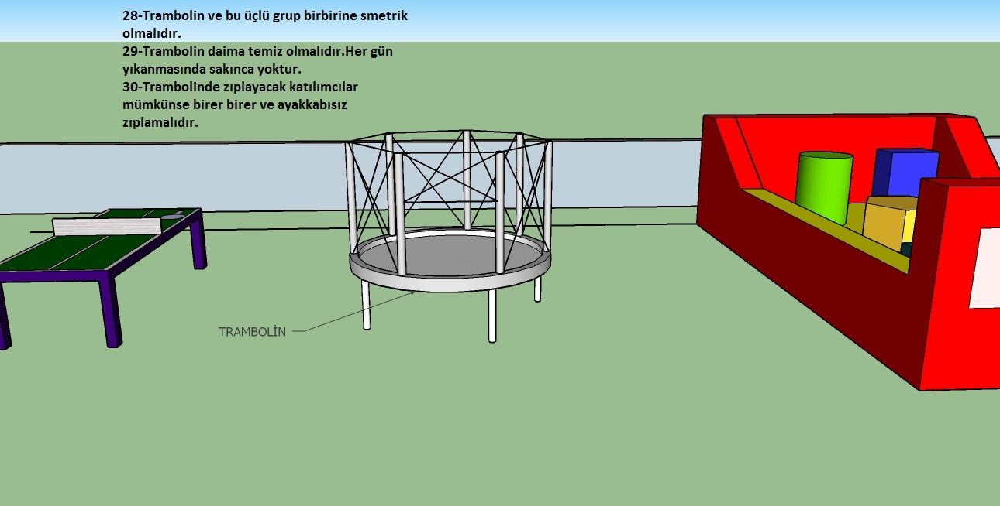 28-Trambolin ve bu üçlü grup birbirine smetrik
olmalıdır.
29-Trambolin daima temiz olmalıdır.Her gün
yıkanmasında sakınca yoktur.
30-Trambolinde zıplayacak katılımcılar
mümkünse birer birer ve ayakkabısız
zıplamalıdır.
TRAMBOLİN